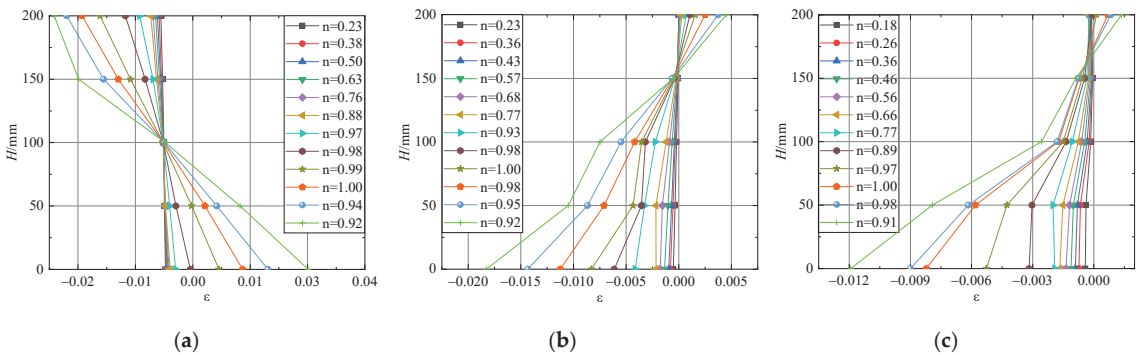 200
150
100
50
0
H/mm
−0.02 0.00 0.02 0.04
ε
n=0.23
n=0.38
n=0.50
n=0.63
n=0.76
n=0.88
n=0.97
n=0.98
n=0.99
n=1.00
n=0.94
n=0.92
(a)
200
150
100
50
0
H/mm
−0.020 −0.015 −0.010 −0.005 0.000 0.005
ε
n=0.23
n=0.36
n=0.43
n=0.57
n=0.68
n=0.77
n=0.93
n=0.98
n=1.00
n=0.98
n=0.95
n=0.92
(b)
200
150
100
50
0
H/mm
−0.012 −0.009 −0.006 −0.003 0.000
ε
n=0.18
n=0.26
n=0.36
n=0.46
n=0.56
n=0.66
n=0.77
n=0.89
n=0.97
n=1.00
n=0.98
n=0.91
(c)